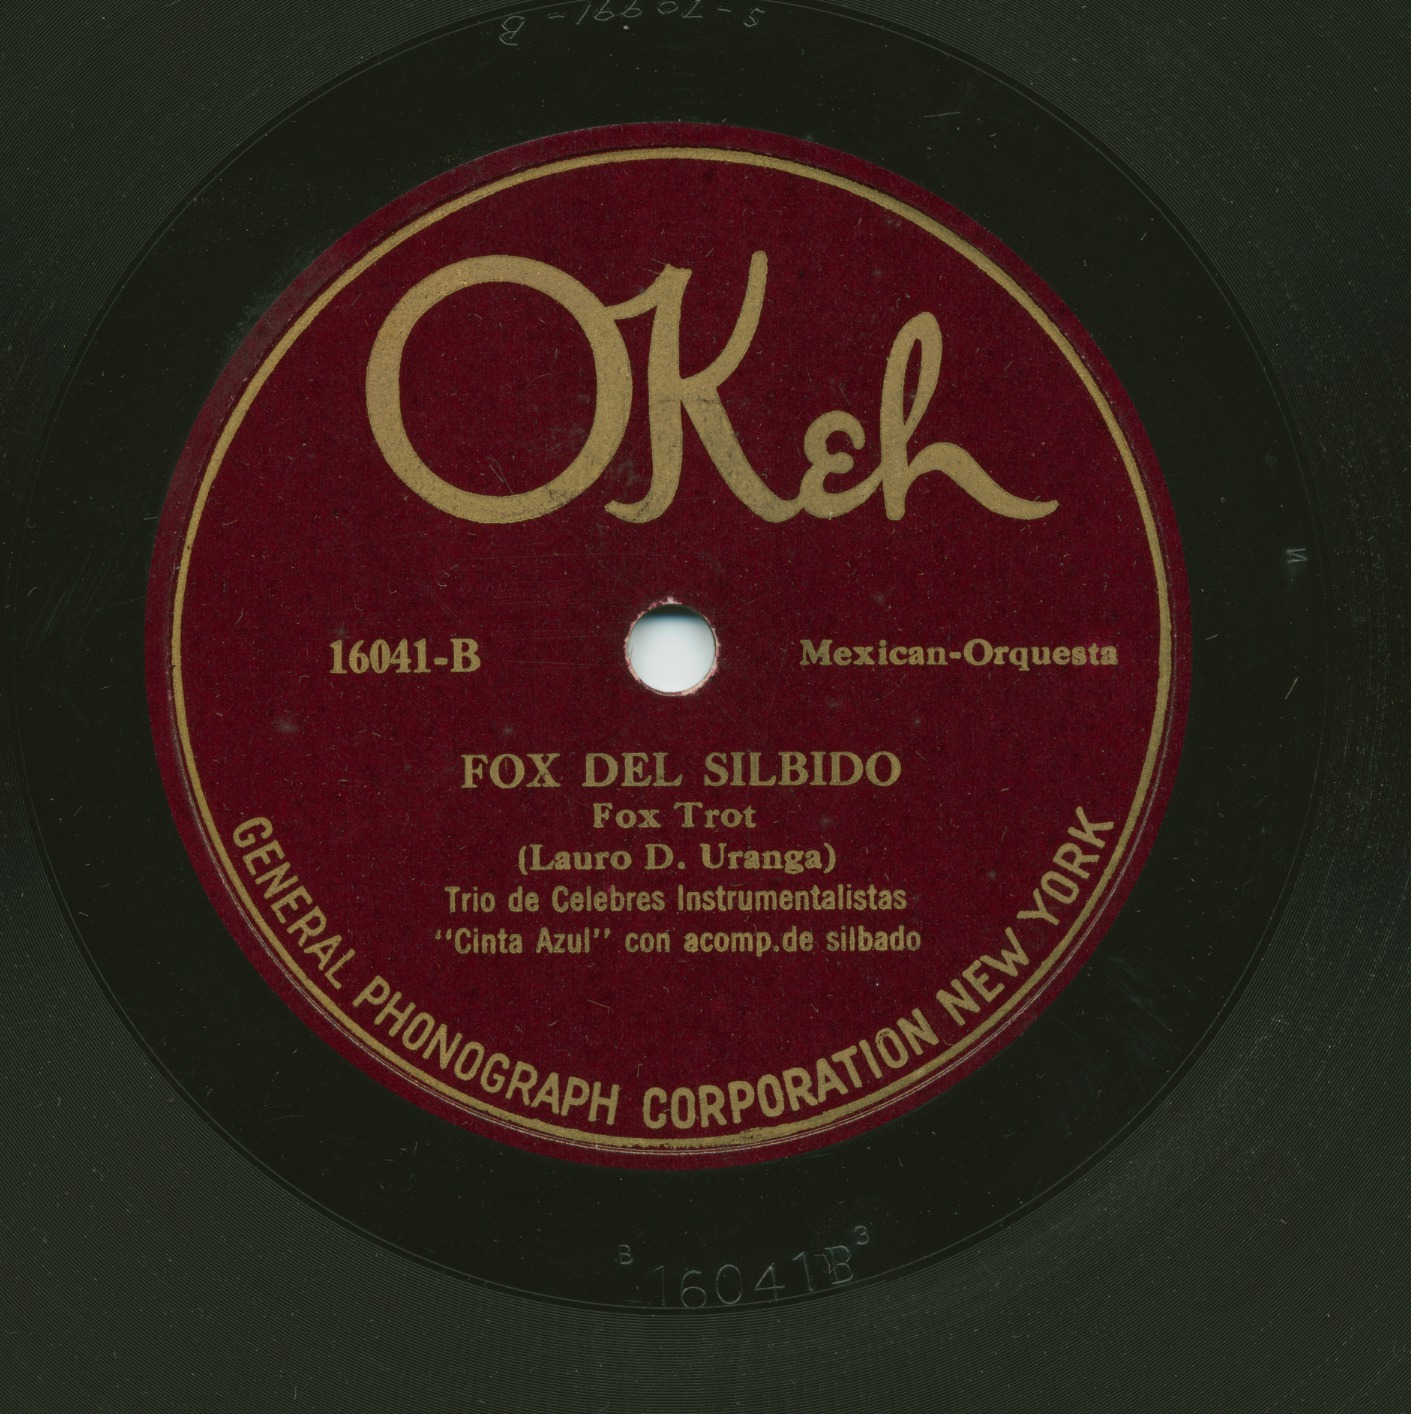 OKeh
16041-B
Mexican-Orquesta
FOX DEL SILBIDO
Fox Trot
(Lauro D. Uranga)
Trio de Celebres Instrumentalistas
"Cinta Azul" con acomp.de silbado
GENERAL PHONOGRAPH CORPORATION NEW YORK
B 16041B 3
N